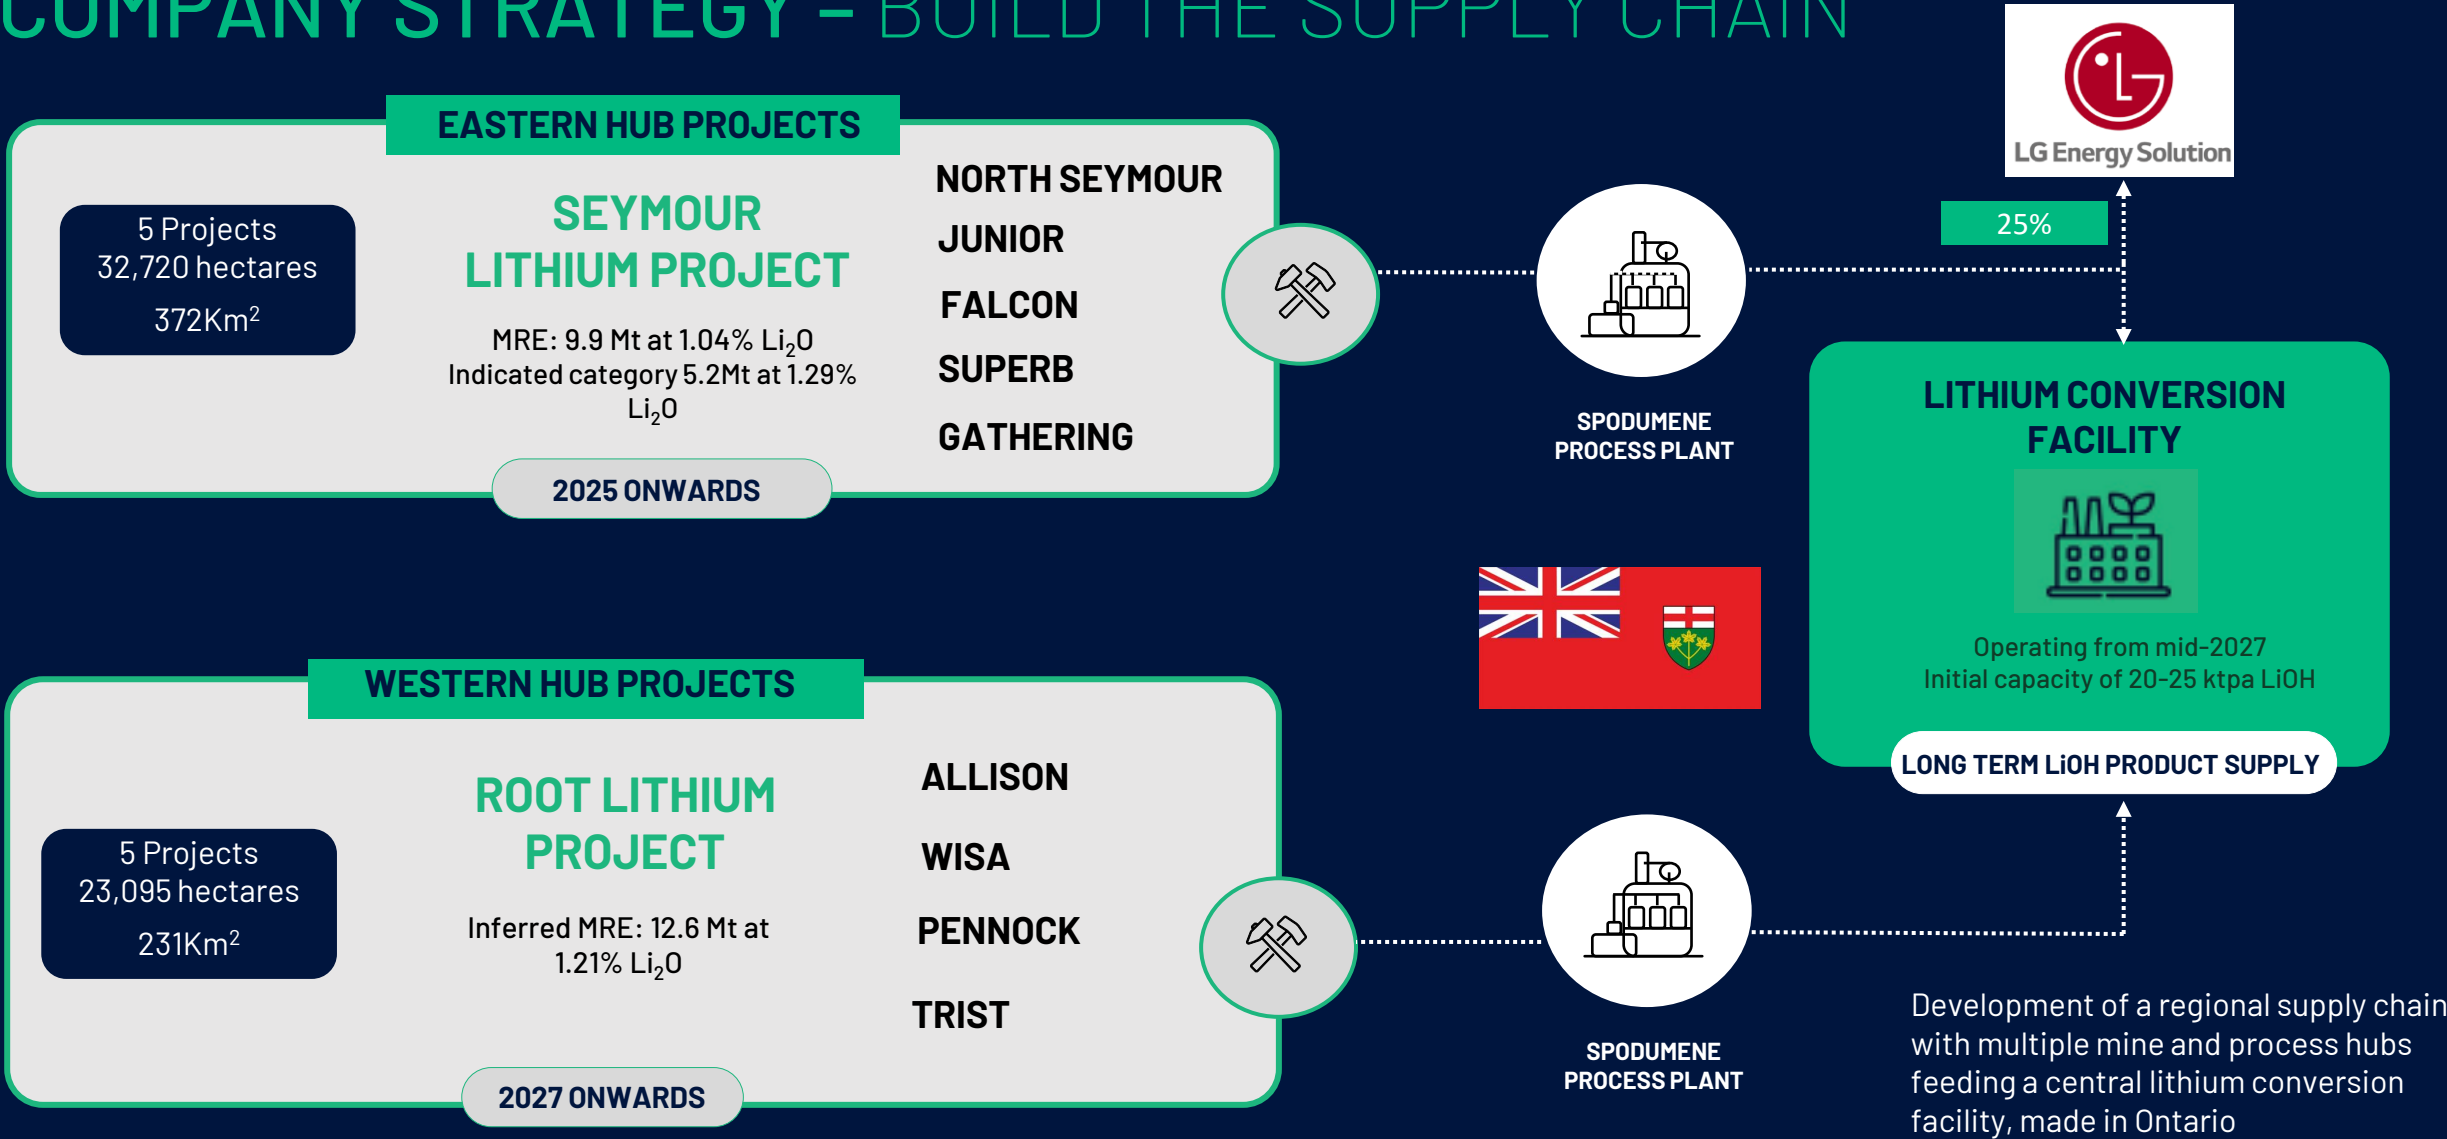 COMPANY STRATEGY – BUILD THE SUPPLY CHAIN
LG Energy Solution
25%
EASTERN HUB PROJECTS
5 Projects
32,720 hectares
372Km²
SEYMOUR
LITHIUM PROJECT
MRE: 9.9 Mt at 1.04% Li₂O
Indicated category 5.2Mt at 1.29%
Li₂O
NORTH SEYMOUR
JUNIOR
FALCON
SUPERB
GATHERING
2025 ONWARDS
SPODUMENE
PROCESS PLANT
LITHIUM CONVERSION
FACILITY
Operating from mid-2027
Initial capacity of 20-25 ktpa LiOH
LONG TERM LiOH PRODUCT SUPPLY
WESTERN HUB PROJECTS
5 Projects
23,095 hectares
231Km²
ROOT LITHIUM
PROJECT
Inferred MRE: 12.6 Mt at
1.21% Li₂O
ALLISON
WISA
PENNOCK
TRIST
2027 ONWARDS
SPODUMENE
PROCESS PLANT
Development of a regional supply chain
with multiple mine and process hubs
feeding a central lithium conversion
facility, made in Ontario